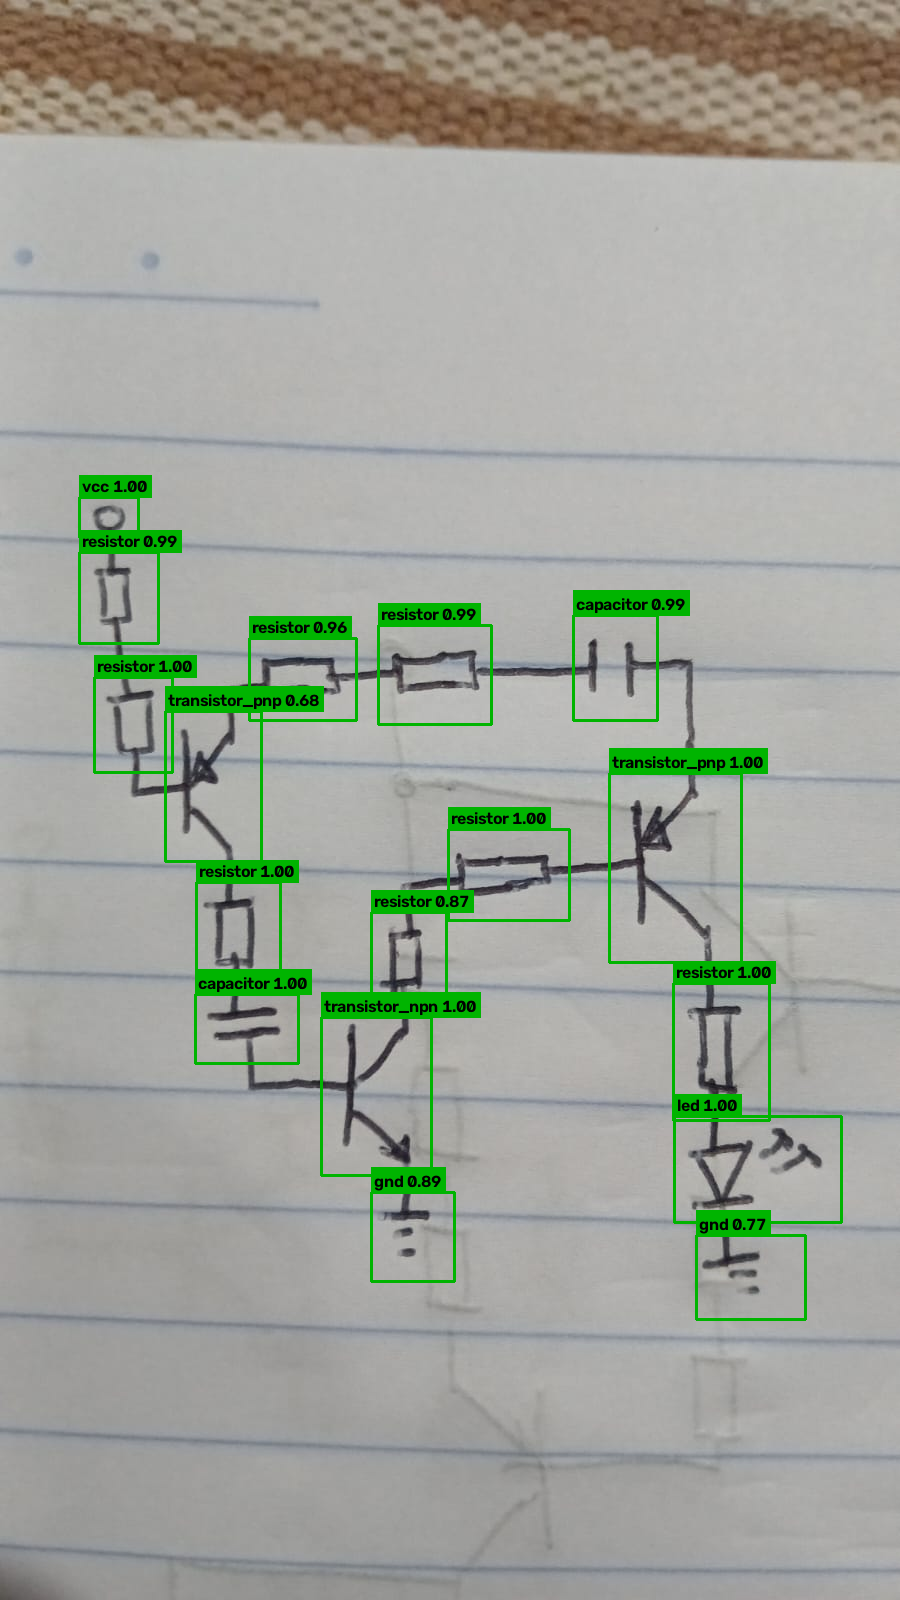 vcc 1.00
resistor 0.99
resistor 1.00
resistor 0.96
resistor 0.99
capacitor 0.99
transistor_pnp 0.68
transistor_pnp 1.00
resistor 1.00
resistor 1.00
resistor 0.87
capacitor 1.00
transistor_npn 1.00
resistor 1.00
led 1.00
gnd 0.89
gnd 0.77